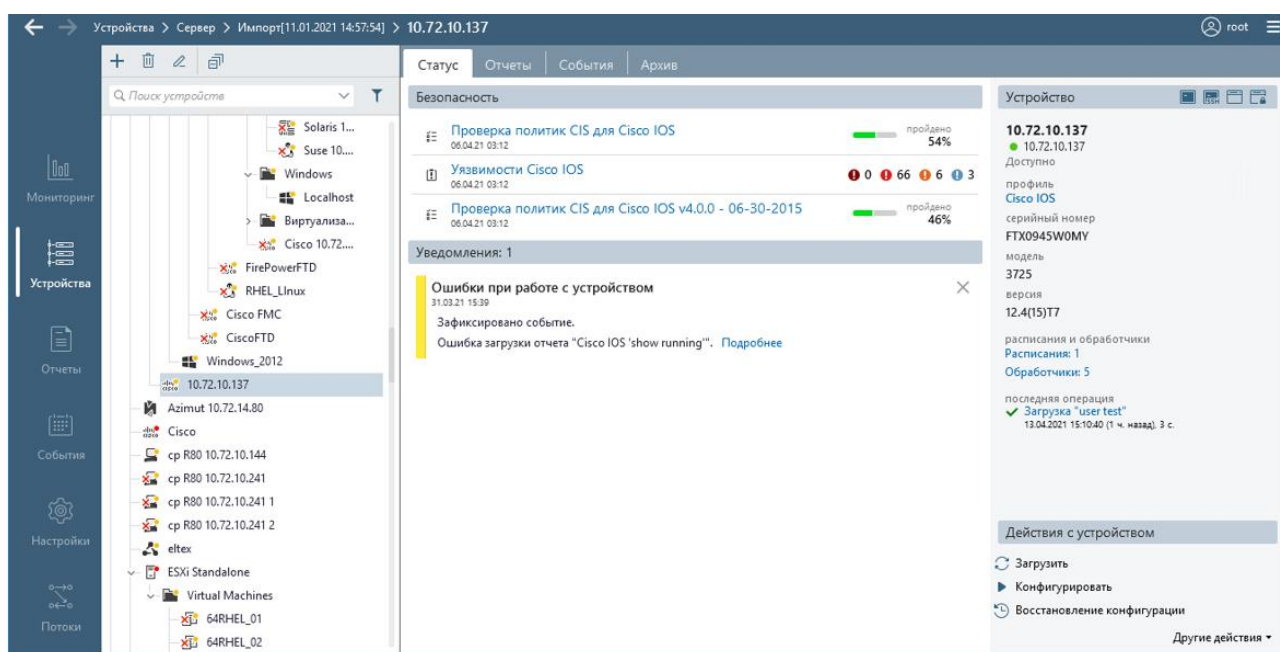 Устройства > Сервер > Импорт[11.01.2021 14:57:54] > 10.72.10.137
root
Мониторинг
Устройства
Отчеты
События
Настройки
Потоки
Поиск устройств
Solaris 1...
Suse 10....
Windows
Localhost
Виртуализа...
Cisco 10.72....
FirePowerFTD
RHEL_LInux
Cisco FMC
CiscoFTD
Windows_2012
10.72.10.137
Azimut 10.72.14.80
Cisco
cp R80 10.72.10.144
cp R80 10.72.10.241
cp R80 10.72.10.241 1
cp R80 10.72.10.241 2
eltex
ESXi Standalone
Virtual Machines
64RHEL_01
64RHEL_02
Статус Отчеты События Архив
Безопасность
Проверка политик CIS для Cisco IOS
06.04.21 03:12
пройдено
54%
Уязвимости Cisco IOS
06.04.21 03:12
0 66 6 3
Проверка политик CIS для Cisco IOS v4.0.0 - 06-30-2015
06.04.21 03:12
пройдено
46%
Уведомления: 1
Ошибки при работе с устройством
31.03.21 15:39
Зафиксировано событие.
Ошибка загрузки отчета "Cisco IOS 'show running'". Подробнее
Устройство
10.72.10.137
10.72.10.137
Доступно
профиль
Cisco IOS
серийный номер
FTX0945W0MY
модель
3725
версия
12.4(15)T7
расписания и обработчики
Расписания: 1
Обработчики: 5
последняя операция
Загрузка "user test"
13.04.2021 15:10:40 (1 ч. назад), 3 с.
Действия с устройством
Загрузить
Конфигурировать
Восстановление конфигурации
Другие действия